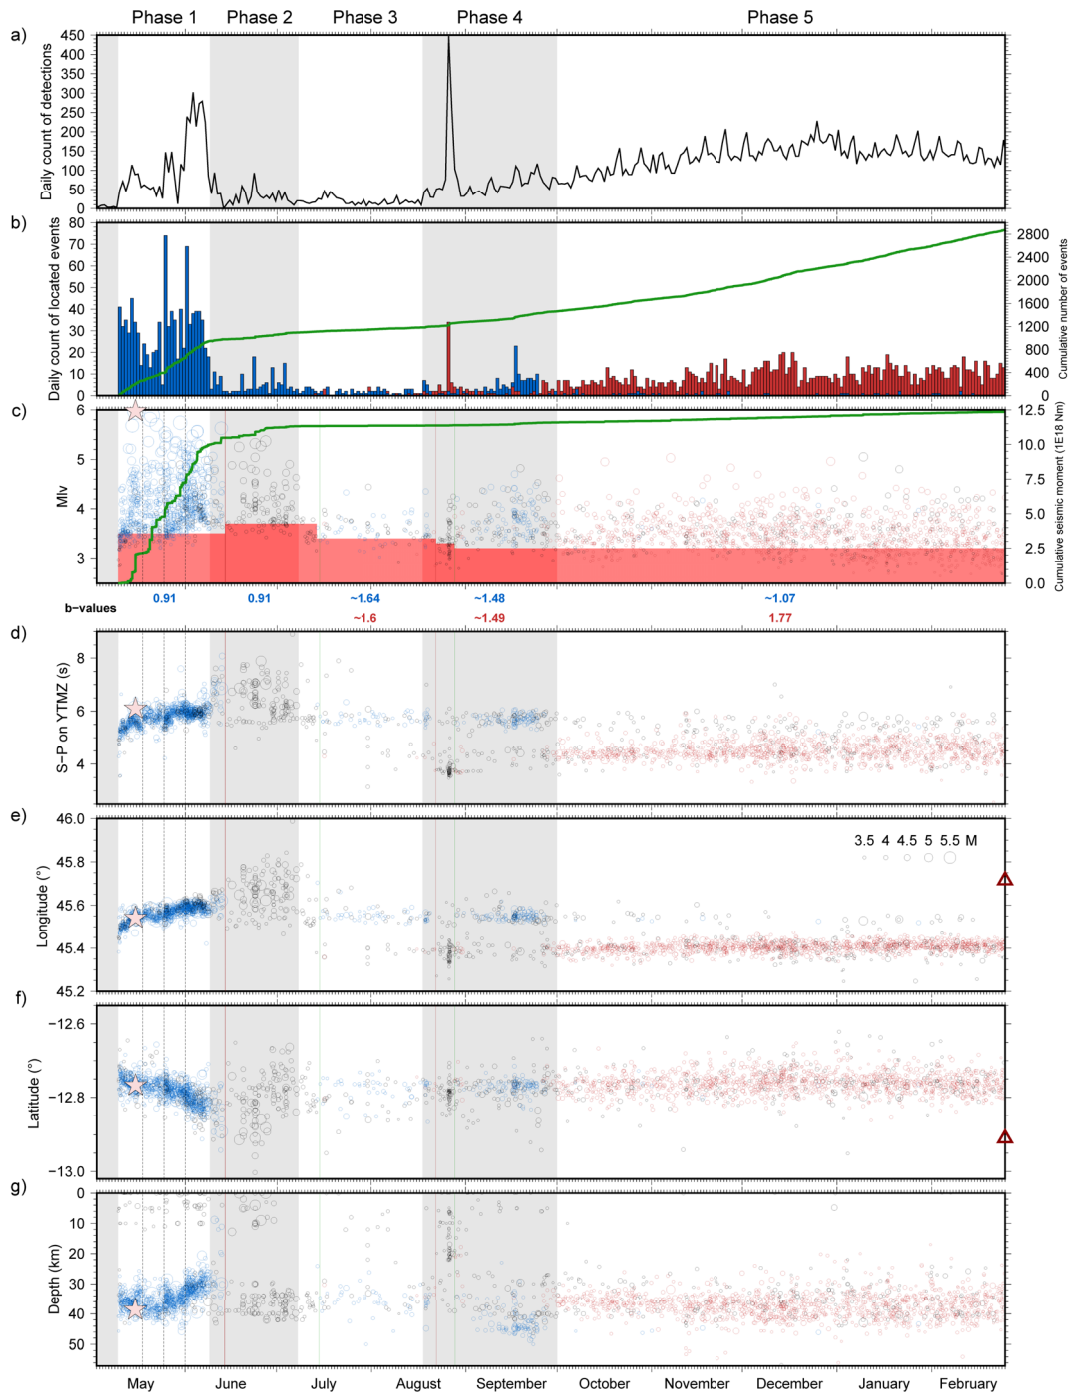 Phase 1 Phase 2 Phase 3 Phase 4 Phase 5
a)
Daily count of detections
450
400
350
300
250
200
150
100
50
0
b)
Daily count of located events
80
70
60
50
40
30
20
10
0
2800
2400
2000
1600
1200
800
400
0
Cumulative number of events
c)
Mlv
6
5
4
3
12.5
10.0
7.5
5.0
2.5
0.0
Cumulative seismic moment (1E18 Nm)
b-values
0.91 0.91 ~1.64 ~1.48 ~1.07
~1.6 ~1.49 1.77
d)
S-P on YTMZ (s)
8
6
4
e)
Longitude (°)
46.0
45.8
45.6
45.4
45.2
3.5 4 4.5 5 5.5 M
f)
Latitude (°)
−12.6
−12.8
−13.0
g)
Depth (km)
0
10
20
30
40
50
May June July August September October November December January February